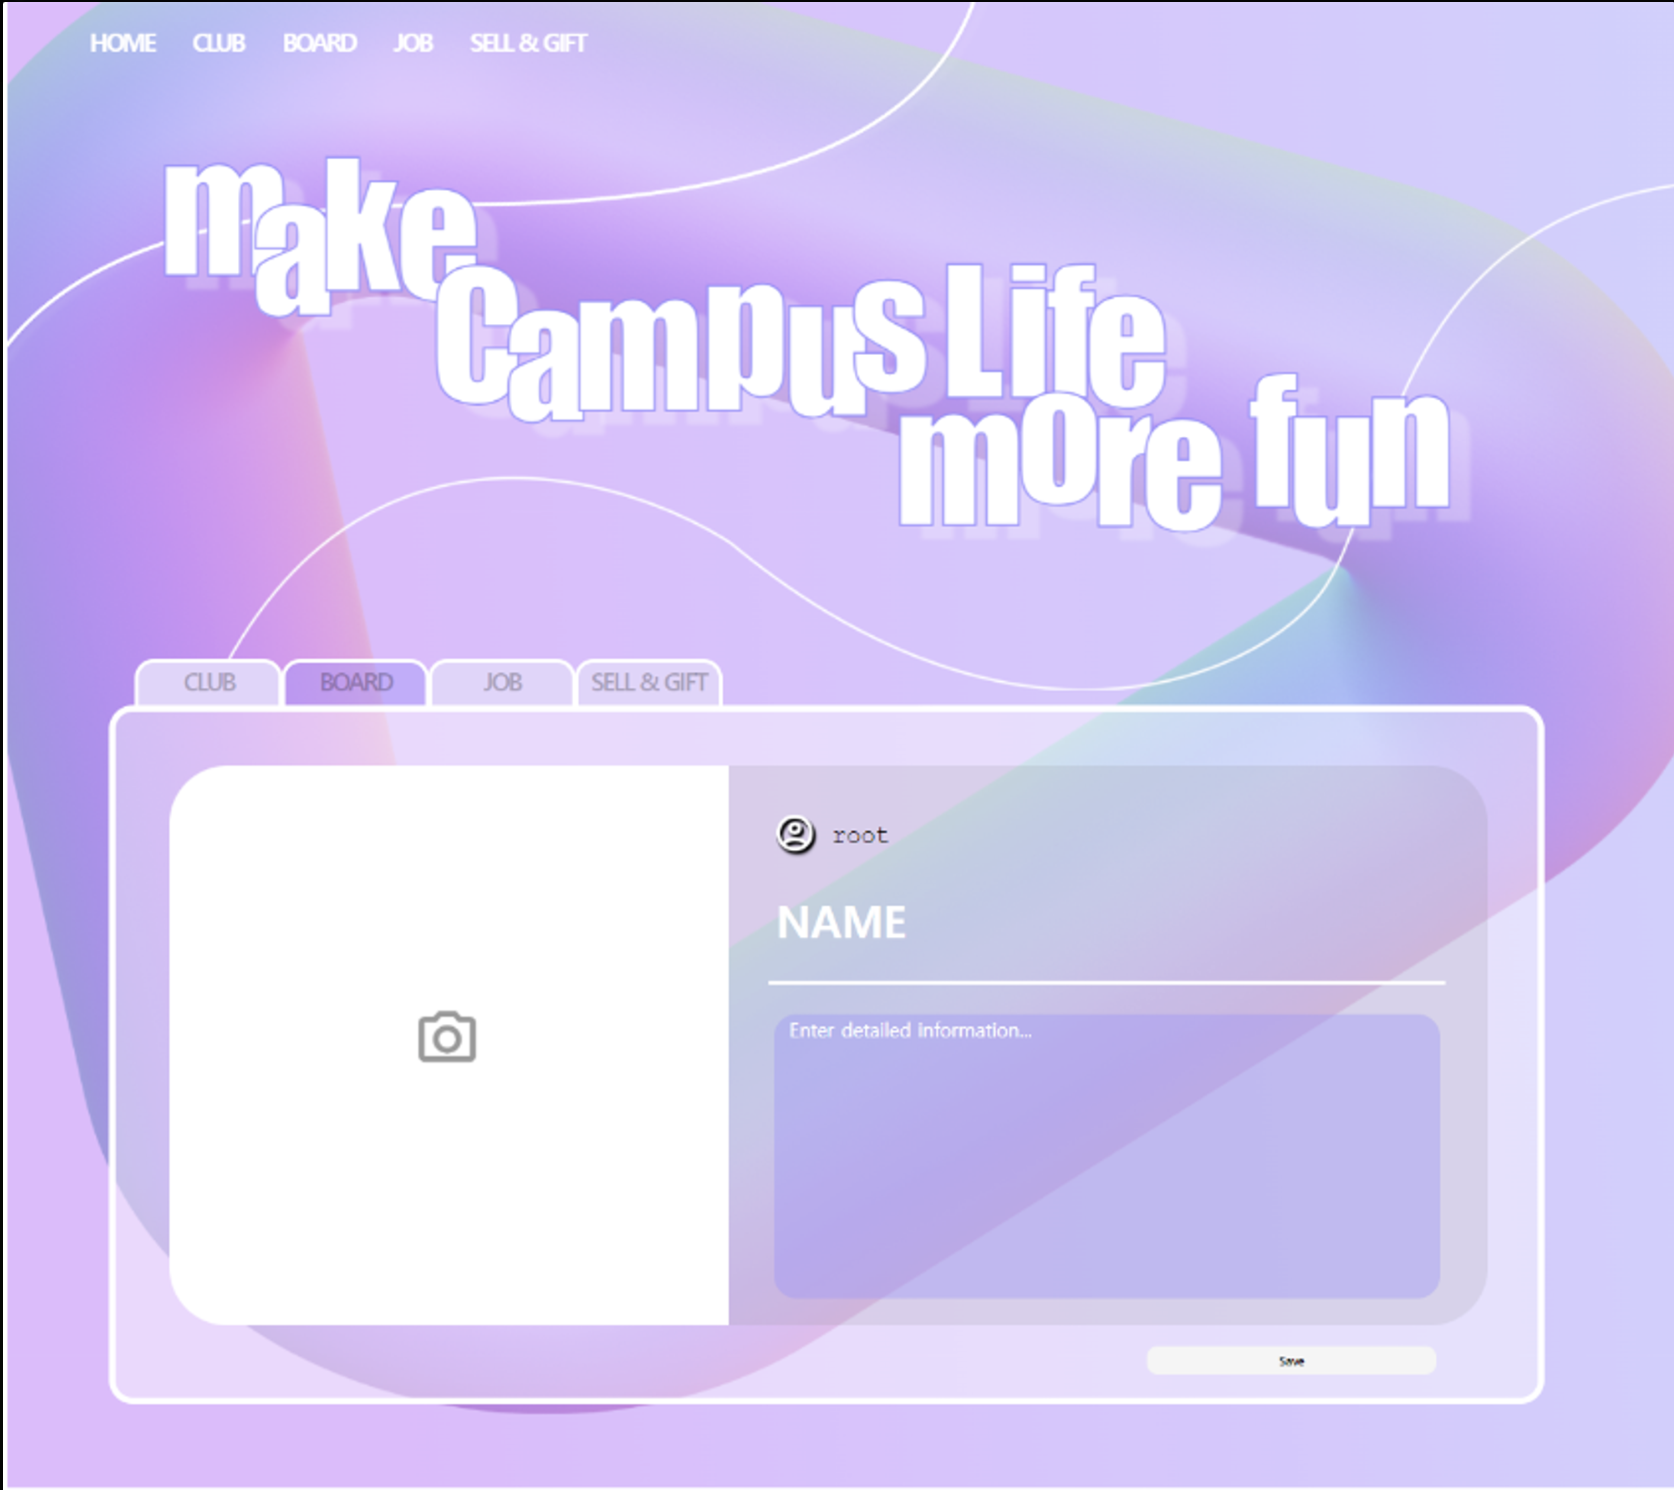 HOME CLUB BOARD JOB SELL & GIFT
make
Campus Life
more fun
CLUB BOARD JOB SELL & GIFT
root
NAME
Enter detailed information...
Save